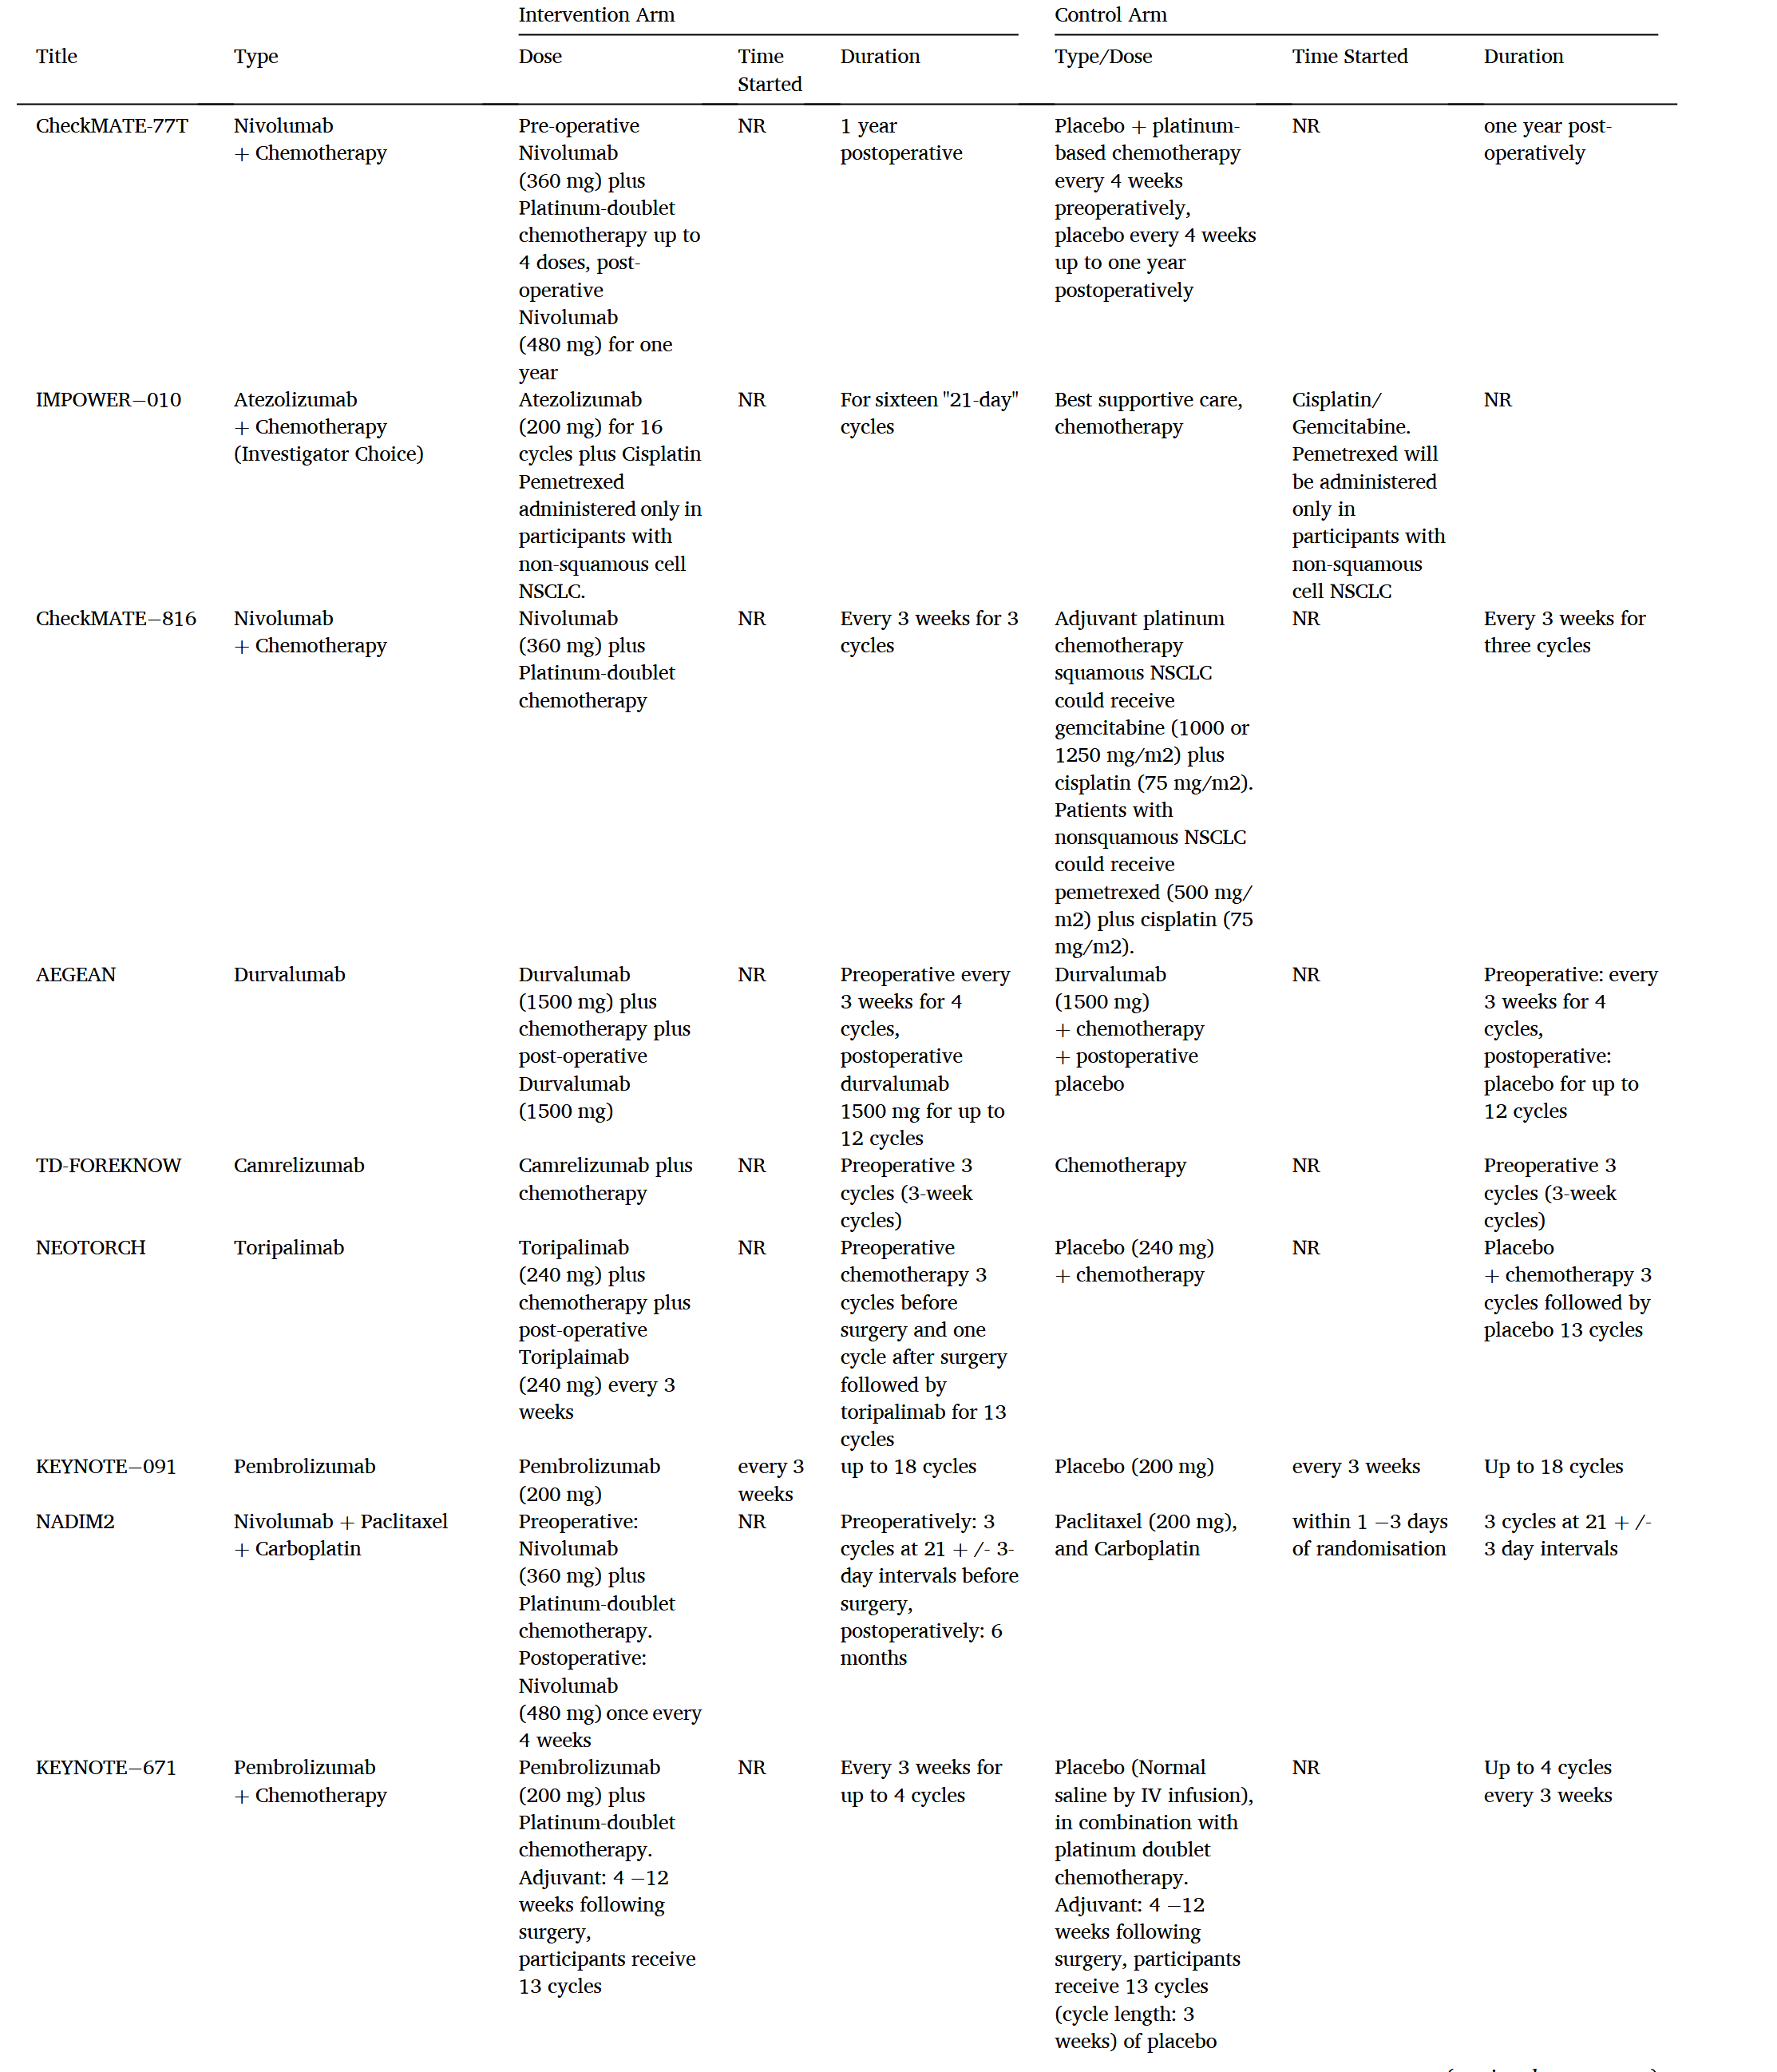 Intervention Arm
Control Arm
Title
Type
Dose
Time
Started
Duration
Type/Dose
Time Started
Duration
CheckMATE-77T
Nivolumab
+ Chemotherapy
Pre-operative
Nivolumab
(360 mg) plus
Platinum-doublet
chemotherapy up to
4 doses, post-
operative
Nivolumab
(480 mg) for one
year
NR
1 year
postoperative
Placebo + platinum-
based chemotherapy
every 4 weeks
preoperatively,
placebo every 4 weeks
up to one year
postoperatively
NR
one year post-
operatively
IMPOWER−010
Atezolizumab
+ Chemotherapy
(Investigator Choice)
Atezolizumab
(200 mg) for 16
cycles plus Cisplatin
Pemetrexed
administered only in
participants with
non-squamous cell
NSCLC.
NR
For sixteen "21-day"
cycles
Best supportive care,
chemotherapy
Cisplatin/
Gemcitabine.
Pemetrexed will
be administered
only in
participants with
non-squamous
cell NSCLC
NR
CheckMATE−816
Nivolumab
+ Chemotherapy
Nivolumab
(360 mg) plus
Platinum-doublet
chemotherapy
NR
Every 3 weeks for 3
cycles
Adjuvant platinum
chemotherapy
squamous NSCLC
could receive
gemcitabine (1000 or
1250 mg/m2) plus
cisplatin (75 mg/m2).
Patients with
nonsquamous NSCLC
could receive
pemetrexed (500 mg/
m2) plus cisplatin (75
mg/m2).
NR
Every 3 weeks for
three cycles
AEGEAN
Durvalumab
Durvalumab
(1500 mg) plus
chemotherapy plus
post-operative
Durvalumab
(1500 mg)
NR
Preoperative every
3 weeks for 4
cycles,
postoperative
durvalumab
1500 mg for up to
12 cycles
Durvalumab
(1500 mg)
+ chemotherapy
+ postoperative
placebo
NR
Preoperative: every
3 weeks for 4
cycles,
postoperative:
placebo for up to
12 cycles
TD-FOREKNOW
Camrelizumab
Camrelizumab plus
chemotherapy
NR
Preoperative 3
cycles (3-week
cycles)
Chemotherapy
NR
Preoperative 3
cycles (3-week
cycles)
NEOTORCH
Toripalimab
Toripalimab
(240 mg) plus
chemotherapy plus
post-operative
Toriplaimab
(240 mg) every 3
weeks
NR
Preoperative
chemotherapy 3
cycles before
surgery and one
cycle after surgery
followed by
toripalimab for 13
cycles
Placebo (240 mg)
+ chemotherapy
NR
Placebo
+ chemotherapy 3
cycles followed by
placebo 13 cycles
KEYNOTE−091
Pembrolizumab
Pembrolizumab
(200 mg)
every 3
weeks
up to 18 cycles
Placebo (200 mg)
every 3 weeks
Up to 18 cycles
NADIM2
Nivolumab + Paclitaxel
+ Carboplatin
Preoperative:
Nivolumab
(360 mg) plus
Platinum-doublet
chemotherapy.
Postoperative:
Nivolumab
(480 mg) once every
4 weeks
NR
Preoperatively: 3
cycles at 21 + /- 3-
day intervals before
surgery,
postoperatively: 6
months
Paclitaxel (200 mg),
and Carboplatin
within 1 −3 days
of randomisation
3 cycles at 21 + /-
3 day intervals
KEYNOTE−671
Pembrolizumab
+ Chemotherapy
Pembrolizumab
(200 mg) plus
Platinum-doublet
chemotherapy.
Adjuvant: 4 −12
weeks following
surgery,
participants receive
13 cycles
NR
Every 3 weeks for
up to 4 cycles
Placebo (Normal
saline by IV infusion),
in combination with
platinum doublet
chemotherapy.
Adjuvant: 4 −12
weeks following
surgery, participants
receive 13 cycles
(cycle length: 3
weeks) of placebo
NR
Up to 4 cycles
every 3 weeks